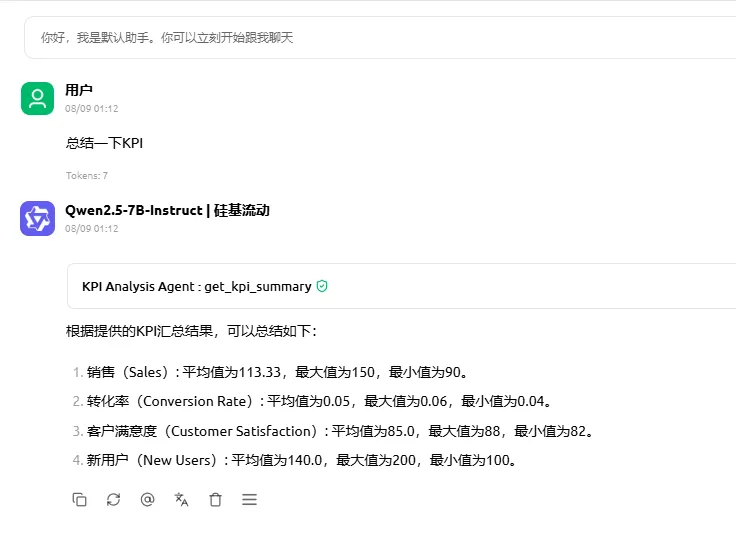 你好，我是默认助手。你可以立刻开始跟我聊天
用户
08/09 01:12
总结一下KPI
Tokens: 7
Qwen2.5-7B-Instruct | 硅基流动
08/09 01:12
KPI Analysis Agent : get_kpi_summary
根据提供的KPI汇总结果，可以总结如下：
1. 销售（Sales）: 平均值为113.33，最大值为150，最小值为90。
2. 转化率（Conversion Rate）: 平均值为0.05，最大值为0.06，最小值为0.04。
3. 客户满意度（Customer Satisfaction）: 平均值为85.0，最大值为88，最小值为82。
4. 新用户（New Users）: 平均值为140.0，最大值为200，最小值为100。